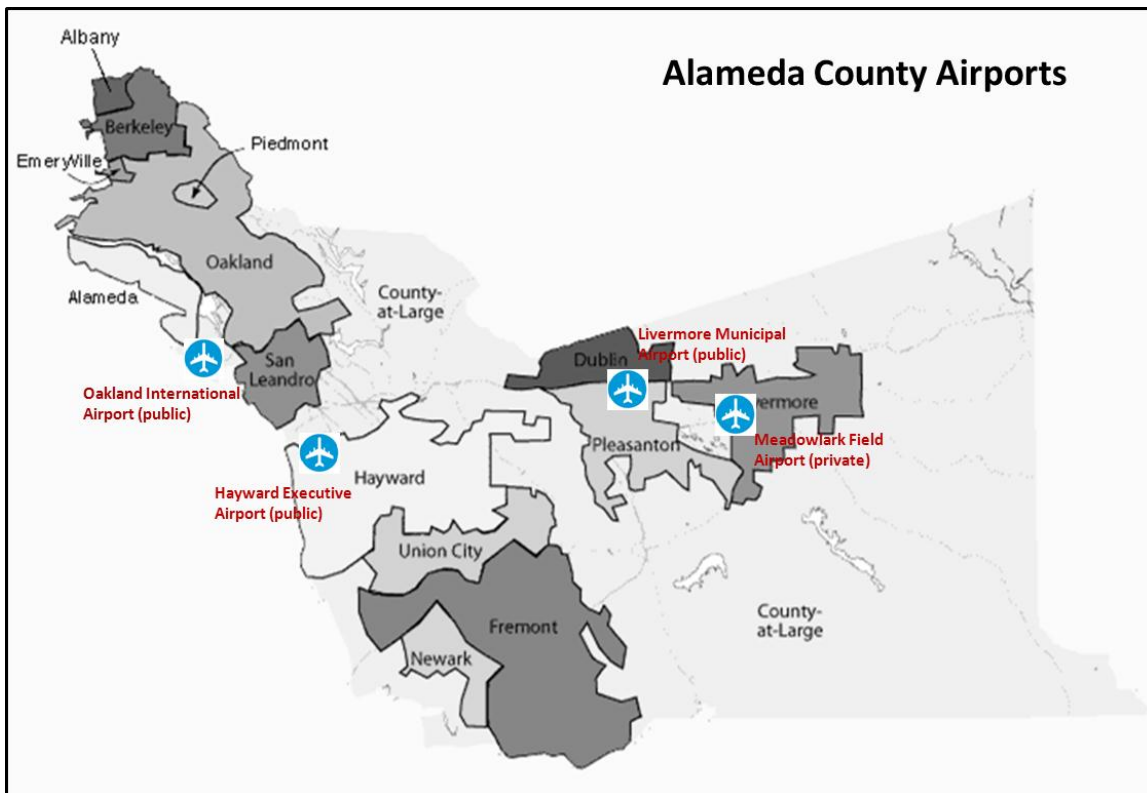 Albany
Alameda County Airports
Berkeley
Piedmont
EmeryVille
Oakland
Alameda
County-
at-Large
San
Leandro
Oakland International
Airport (public)
Livermore Municipal
Airport (public)
Dublin
vermore
Pleasanton
Meadowlark Field
Airport (private)
Hayward
Hayward Executive
Airport (public)
Union City
Fremont
Newark
County-
at-Large